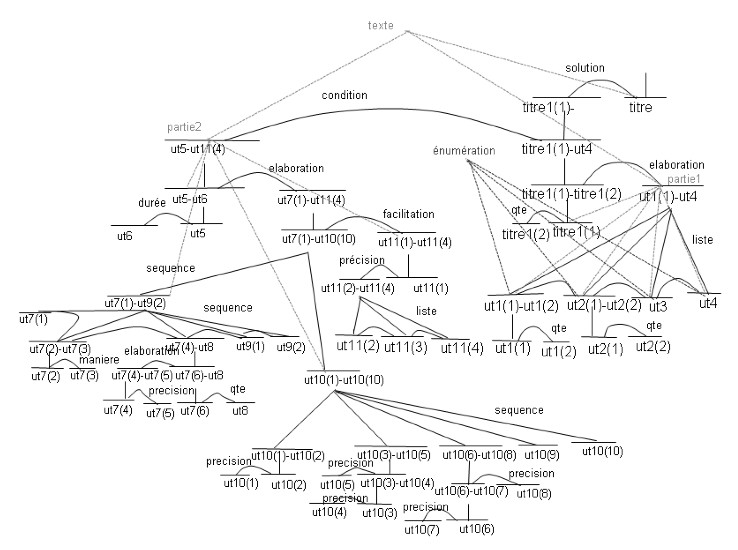 texte
solution
titre1(1)-
titre
condition
partie2
ut5-ut11(4)
titre1(1)-ut4
énumération
elaboration
partie1
elaboration
ut5-ut6
ut7(1)-ut11(4)
titre1(1)-titre1(2)
ut1(1)-ut4
durée
facilitation
qte
ut6
ut5
ut7(1)-ut10(10)
ut11(1)-ut11(4)
titre1(2)
titre1(1)
liste
sequence
précision
ut11(2)-ut11(4)
ut11(1)
ut7(1)-ut9(2)
sequence
ut1(1)-ut1(2)
ut2(1)-ut2(2)
ut3
ut4
ut7(1)
liste
qte
qte
ut7(2)-ut7(3)
ut7(4)-ut8
ut9(1)
ut9(2)
ut11(2)
ut11(3)
ut11(4)
ut1(1)
ut1(2)
ut2(1)
ut2(2)
maniere
elaboration
ut7(2)
ut7(3)
ut7(4)-ut7(5)
ut7(6)-ut8
ut10(1)-ut10(10)
precision
qte
ut7(4)
ut7(5)
ut7(6)
ut8
sequence
ut10(1)-ut10(2)
ut10(3)-ut10(5)
ut10(6)-ut10(8)
ut10(9)
ut10(10)
precision
precision
precision
ut10(1)
ut10(2)
ut10(5)
ut10(3)-ut10(4)
ut10(6)-ut10(7)
ut10(8)
precision
precision
ut10(4)
ut10(3)
ut10(7)
ut10(6)